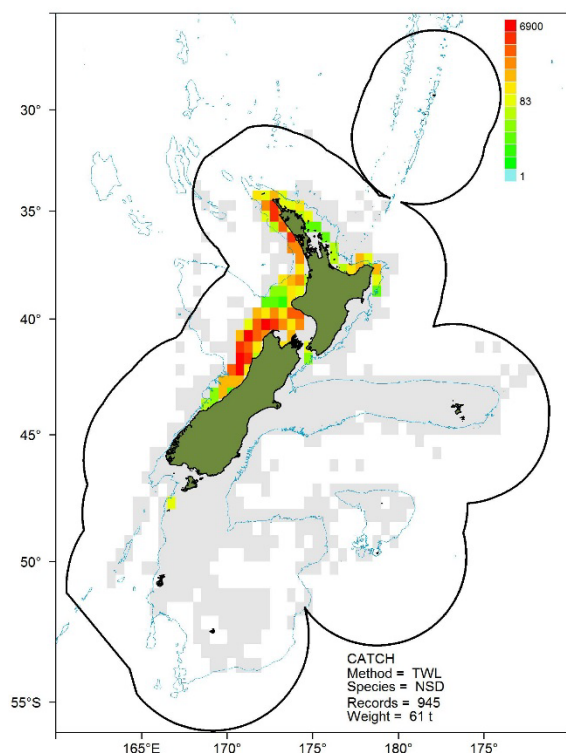 6900
83
1
30°
35°
40°
45°
50°
55°S
CATCH
Method = TWL
Species = NSD
Records = 945
Weight = 61 t
165°E 170° 175° 180° 175°